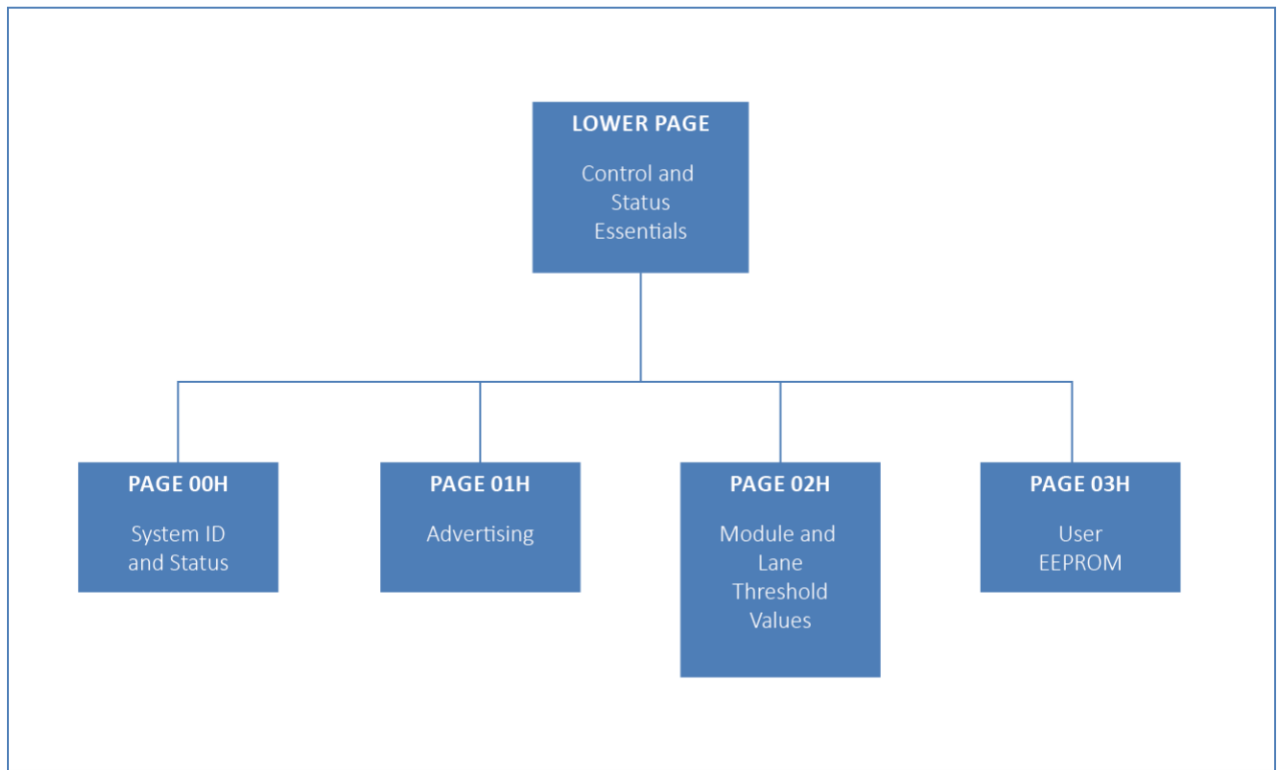 LOWER PAGE
Control and
Status
Essentials
PAGE 00H
System ID
and Status
PAGE 01H
Advertising
PAGE 02H
Module and
Lane
Threshold
Values
PAGE 03H
User
EEPROM